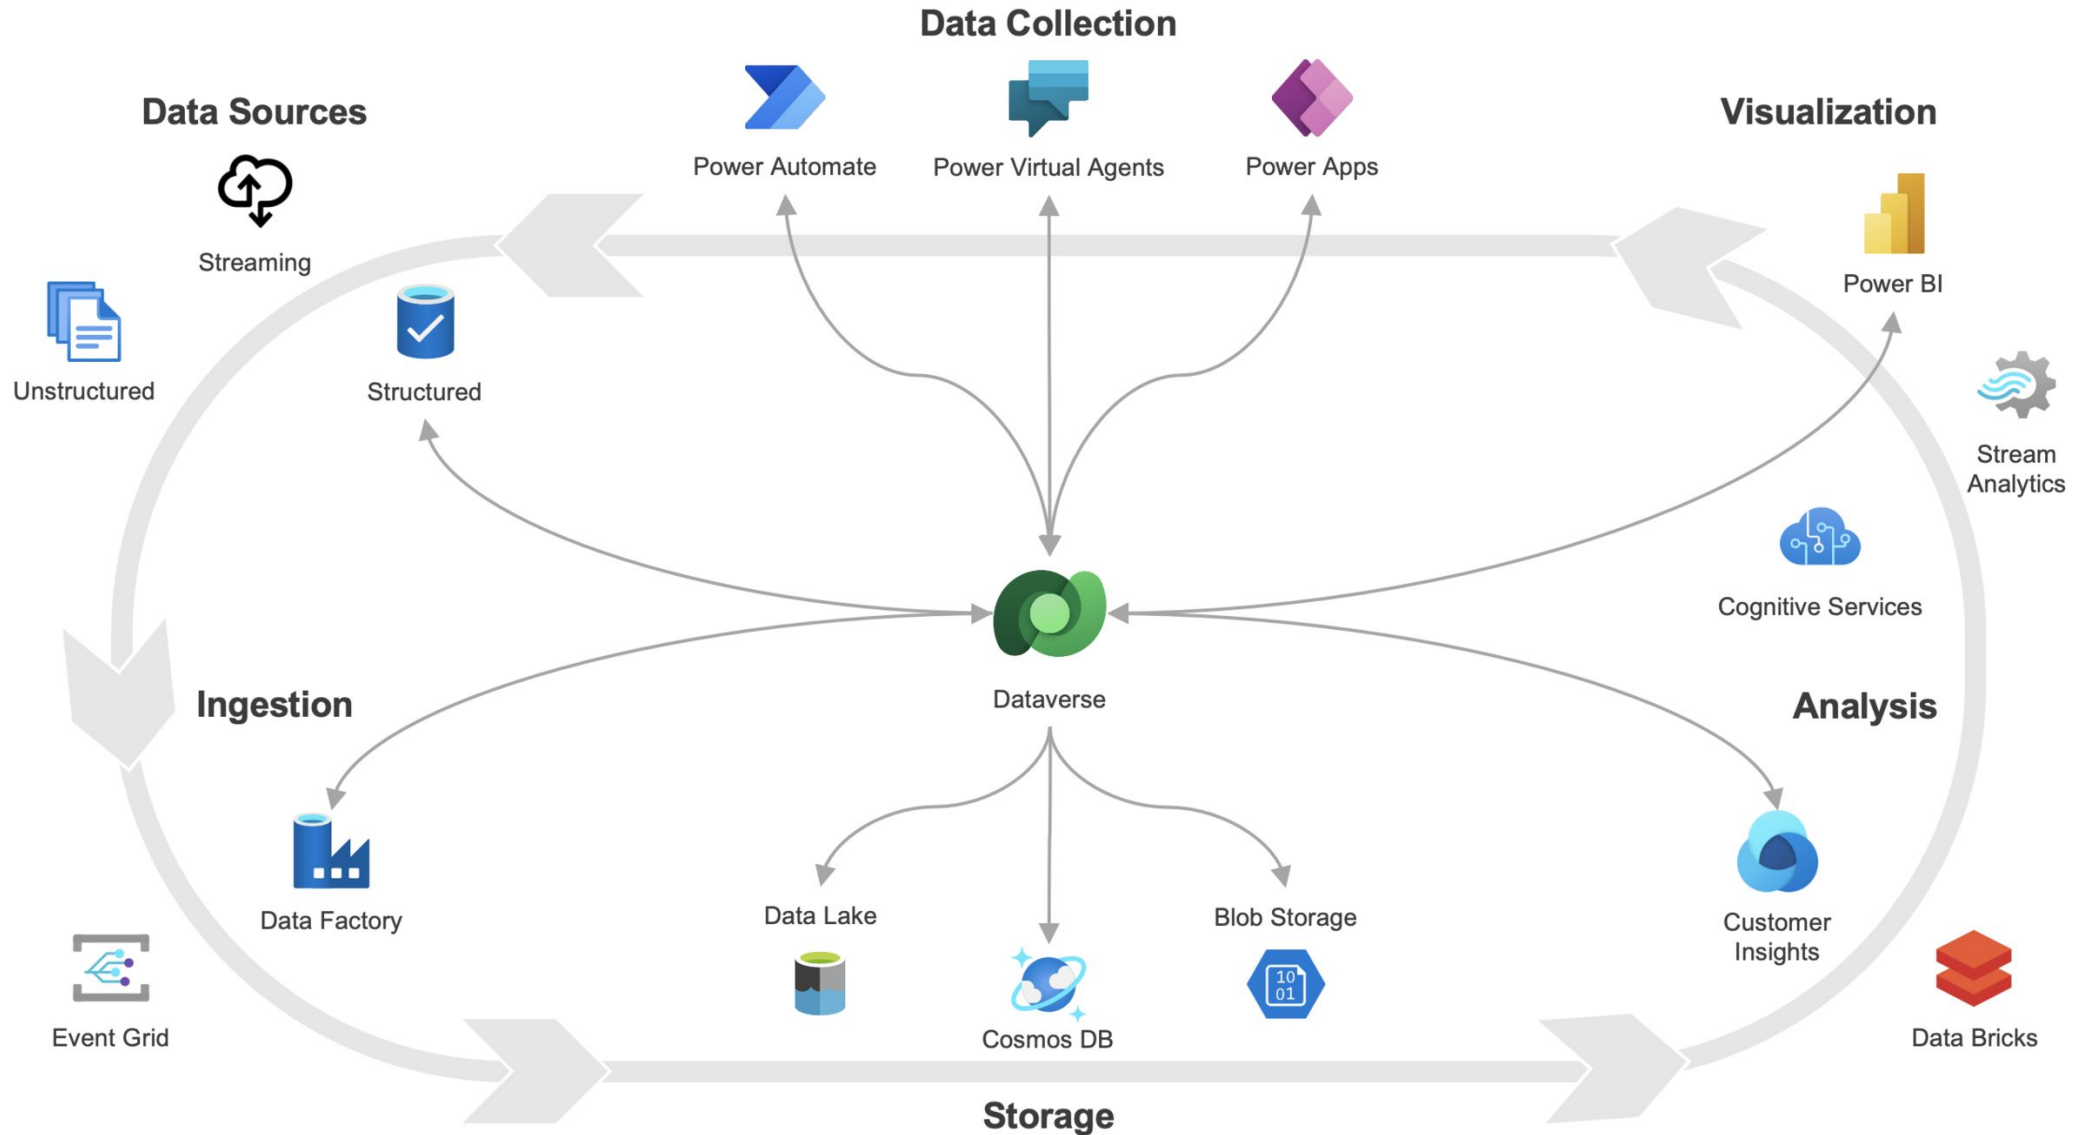 Data Collection
Data Sources
Visualization
Power Automate
Power Virtual Agents
Power Apps
Streaming
Power BI
Unstructured
Structured
Stream
Analytics
Cognitive Services
Dataverse
Ingestion
Analysis
Data Factory
Data Lake
Blob Storage
Customer
Insights
10
01
Event Grid
Cosmos DB
Data Bricks
Storage